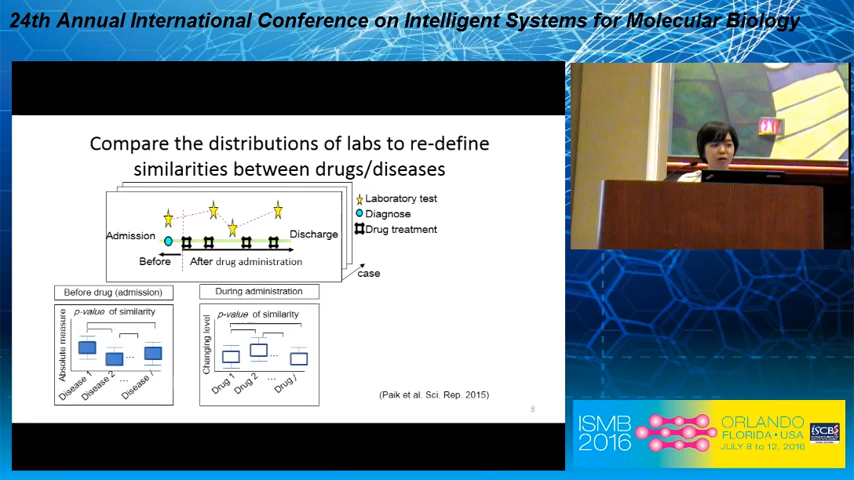 24th Annual International Conference on Intelligent Systems for Molecular Biology
Compare the distributions of labs to re-define
similarities between drugs/diseases
Laboratory test
Diagnose
Drug treatment
Admission
Discharge
Before
After drug administration
case
Before drug (admission)
During administration
p-value of similarity
Absolute measure
...
Disease 1
Disease 2
...
Disease i
p-value of similarity
Changing level
...
Drug 1
Drug 2
...
Drug j
(Paik et al. Sci. Rep. 2015)
8
ISMB
2016
ORLANDO
FLORIDA • USA
JULY 8 to 12, 2016
ISCB